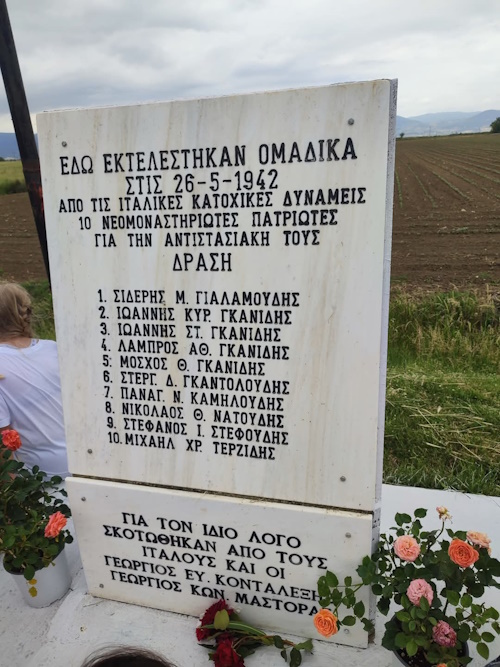 ΕΔΩ ΕΚΤΕΛΕΣΤΗΚΑΝ ΟΜΑΔΙΚΑ
ΣΤΙΣ 26-5-1942
ΑΠΟ ΤΙΣ ΙΤΑΛΙΚΕΣ ΚΑΤΟΧΙΚΕΣ ΔΥΝΑΜΕΙΣ
10 ΝΕΟΜΟΝΑΣΤΗΡΙΩΤΕΣ ΠΑΤΡΙΩΤΕΣ
ΓΙΑ ΤΗΝ ΑΝΤΙΣΤΑΣΙΑΚΗ ΤΟΥΣ
ΔΡΑΣΗ
1. ΣΙΔΕΡΗΣ Μ. ΓΙΑΛΑΜΟΥΔΗΣ
2. ΙΩΑΝΝΗΣ ΚΥΡ. ΓΚΑΝΙΔΗΣ
3. ΙΩΑΝΝΗΣ ΣΤ. ΓΚΑΝΙΔΗΣ
4. ΛΑΜΠΡΟΣ ΑΘ. ΓΚΑΝΙΔΗΣ
5. ΜΟΣΧΟΣ Θ. ΓΚΑΝΙΔΗΣ
6. ΣΤΕΡΓ. Δ. ΓΚΑΝΤΟΛΟΥΔΗΣ
7. ΠΑΝΑΓ. Ν. ΚΑΜΗΛΟΥΔΗΣ
8. ΝΙΚΟΛΑΟΣ Θ. ΝΑΤΟΥΔΗΣ
9. ΣΤΕΦΑΝΟΣ Ι. ΣΤΕΦΟΥΔΗΣ
10. ΜΙΧΑΗΛ ΧΡ. ΤΕΡΖΙΔΗΣ
ΓΙΑ ΤΟΝ ΙΔΙΟ ΛΟΓΟ
ΣΚΟΤΩΘΗΚΑΝ ΑΠΟ ΤΟΥΣ
ΙΤΑΛΟΥΣ ΚΑΙ ΟΙ
ΓΕΩΡΓΙΟΣ ΕΥ. ΚΟΝΤΑΛΕΞΗ
ΓΕΩΡΓΙΟΣ ΚΩΝ. ΜΑΣΤΟΡΑ